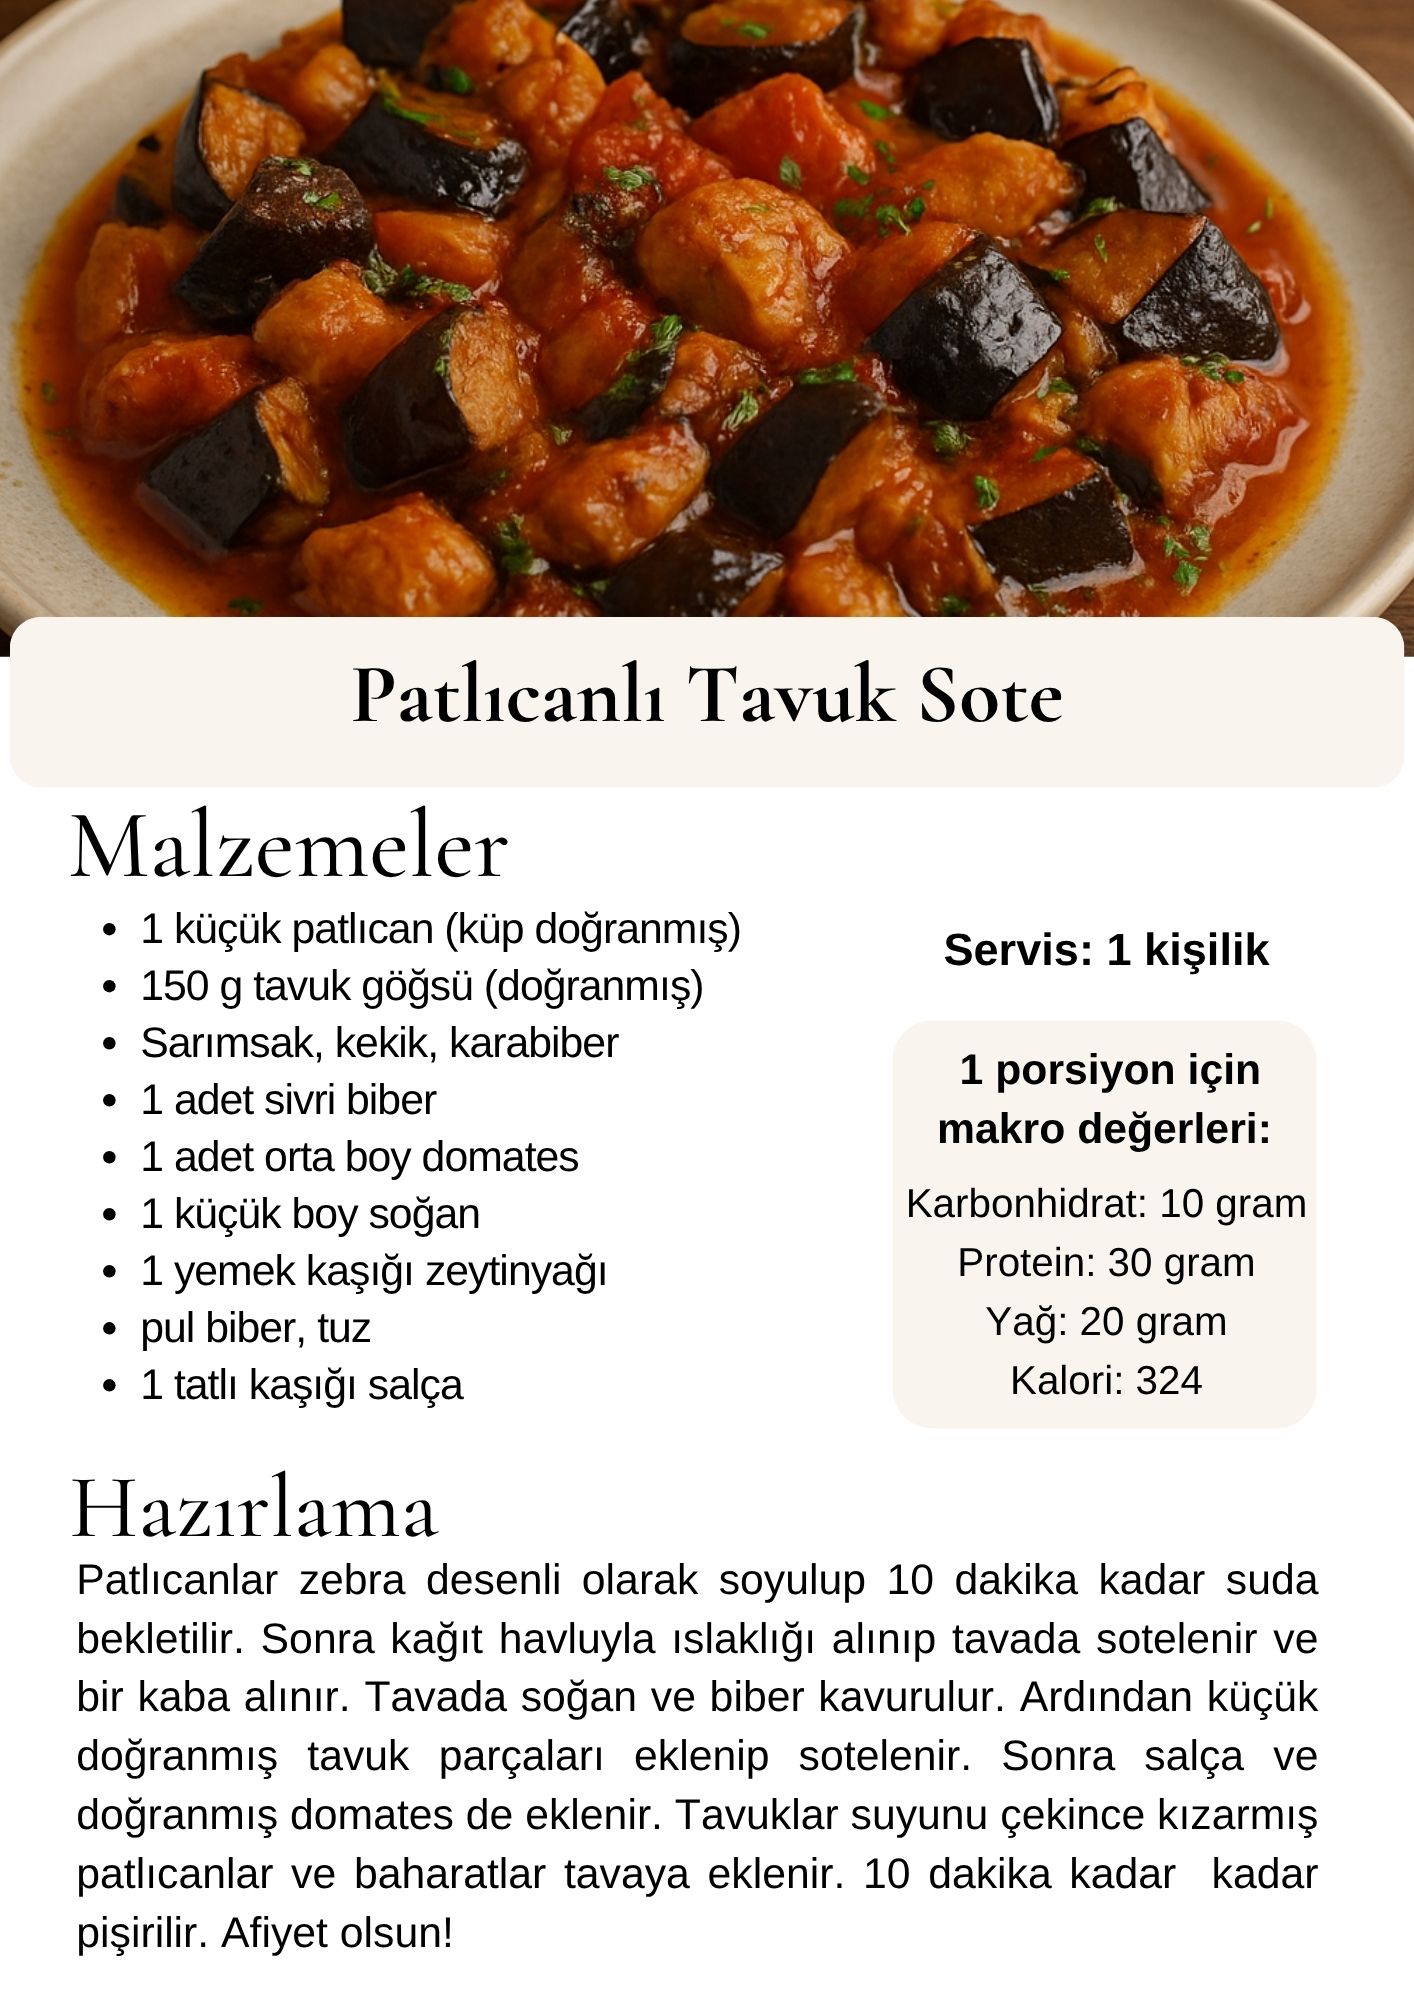 Patlıcanlı Tavuk Sote
Malzemeler
• 1 küçük patlıcan (küp doğranmış)
• 150 g tavuk göğsü (doğranmış)
• Sarımsak, kekik, karabiber
• 1 adet sivri biber
• 1 adet orta boy domates
• 1 küçük boy soğan
• 1 yemek kaşığı zeytinyağı
• pul biber, tuz
• 1 tatlı kaşığı salça
Servis: 1 kişilik
1 porsiyon için
makro değerleri:
Karbonhidrat: 10 gram
Protein: 30 gram
Yağ: 20 gram
Kalori: 324
Hazırlama
Patlıcanlar zebra desenli olarak soyulup 10 dakika kadar suda
bekletilir. Sonra kağıt havluyla ıslaklığı alınıp tavada sotelenir ve
bir kaba alınır. Tavada soğan ve biber kavurulur. Ardından küçük
doğranmış tavuk parçaları eklenip sotelenir. Sonra salça ve
doğranmış domates de eklenir. Tavuklar suyunu çekince kızarmış
patlıcanlar ve baharatlar tavaya eklenir. 10 dakika kadar  kadar
pişirilir. Afiyet olsun!